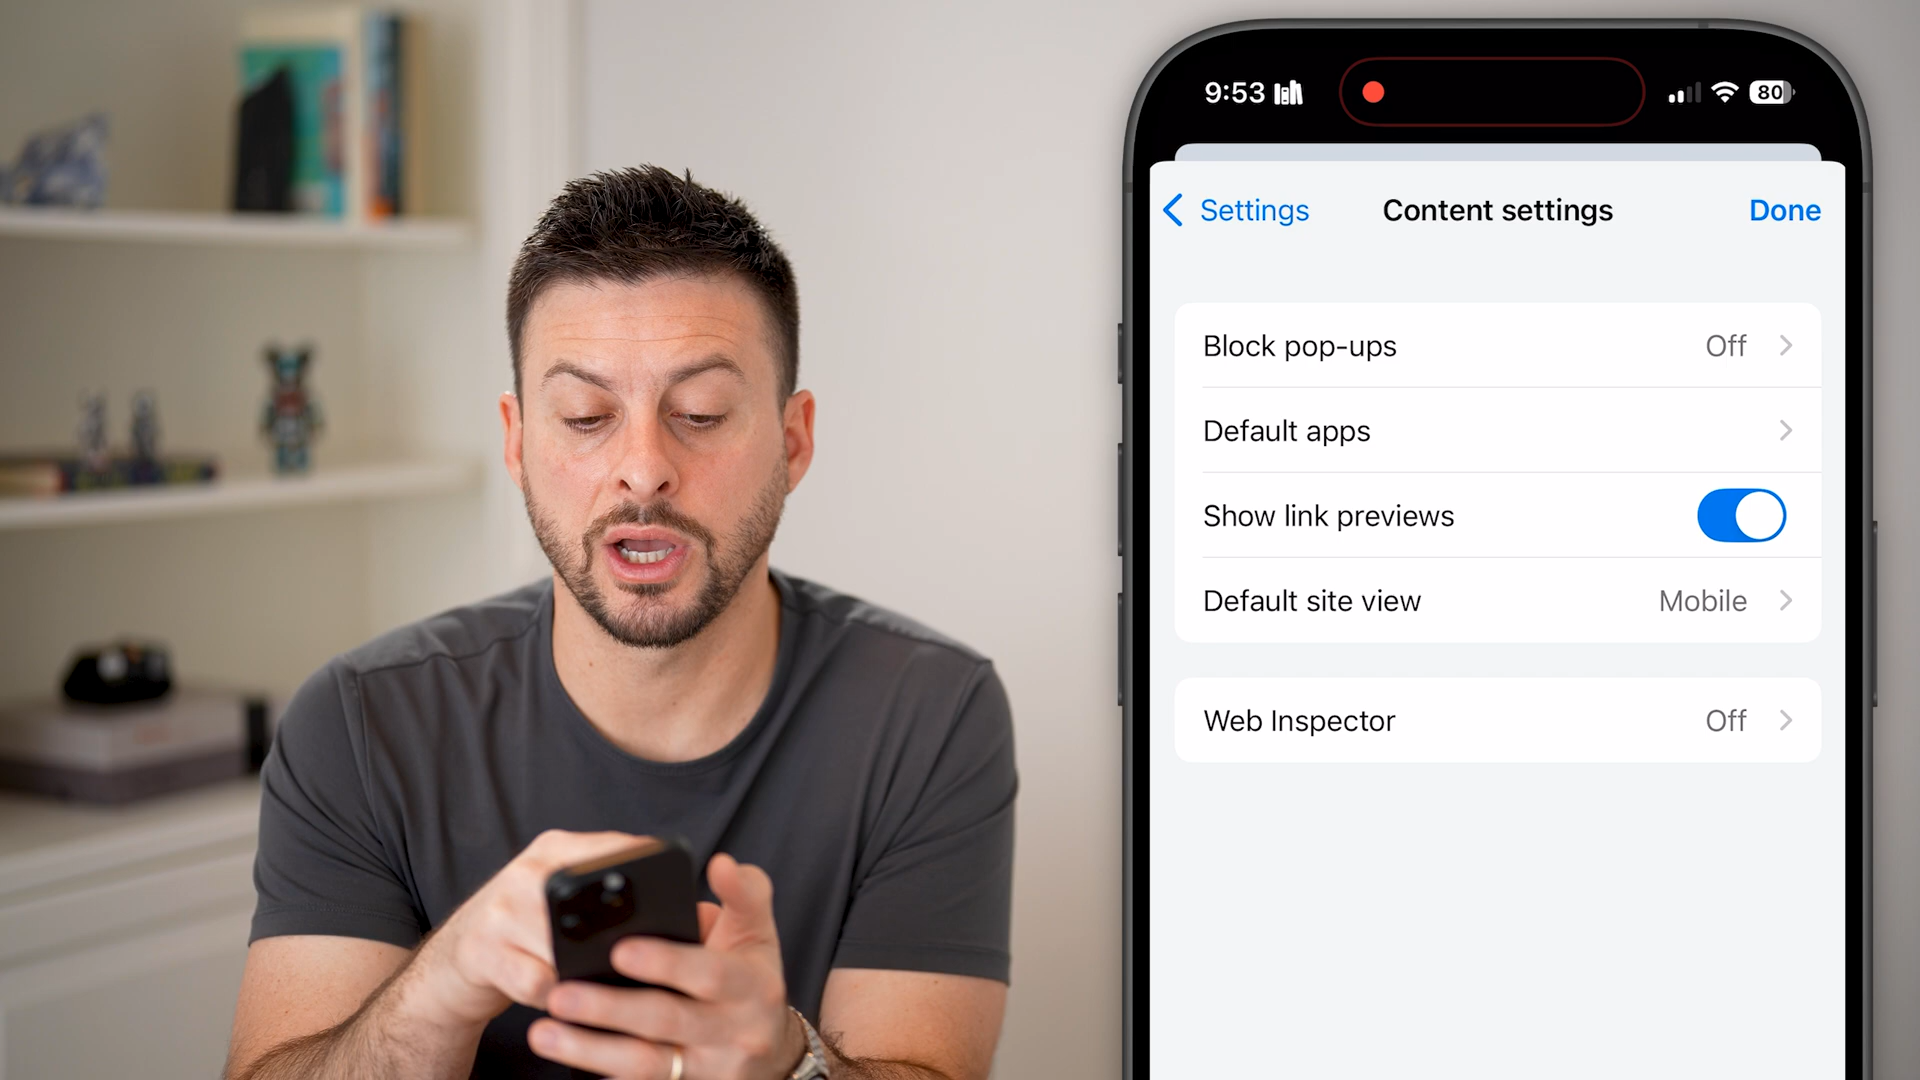 9:53
80
Settings
Content settings
Done
Block pop-ups
Off
Default apps
Show link previews
Default site view
Mobile
Web Inspector
Off